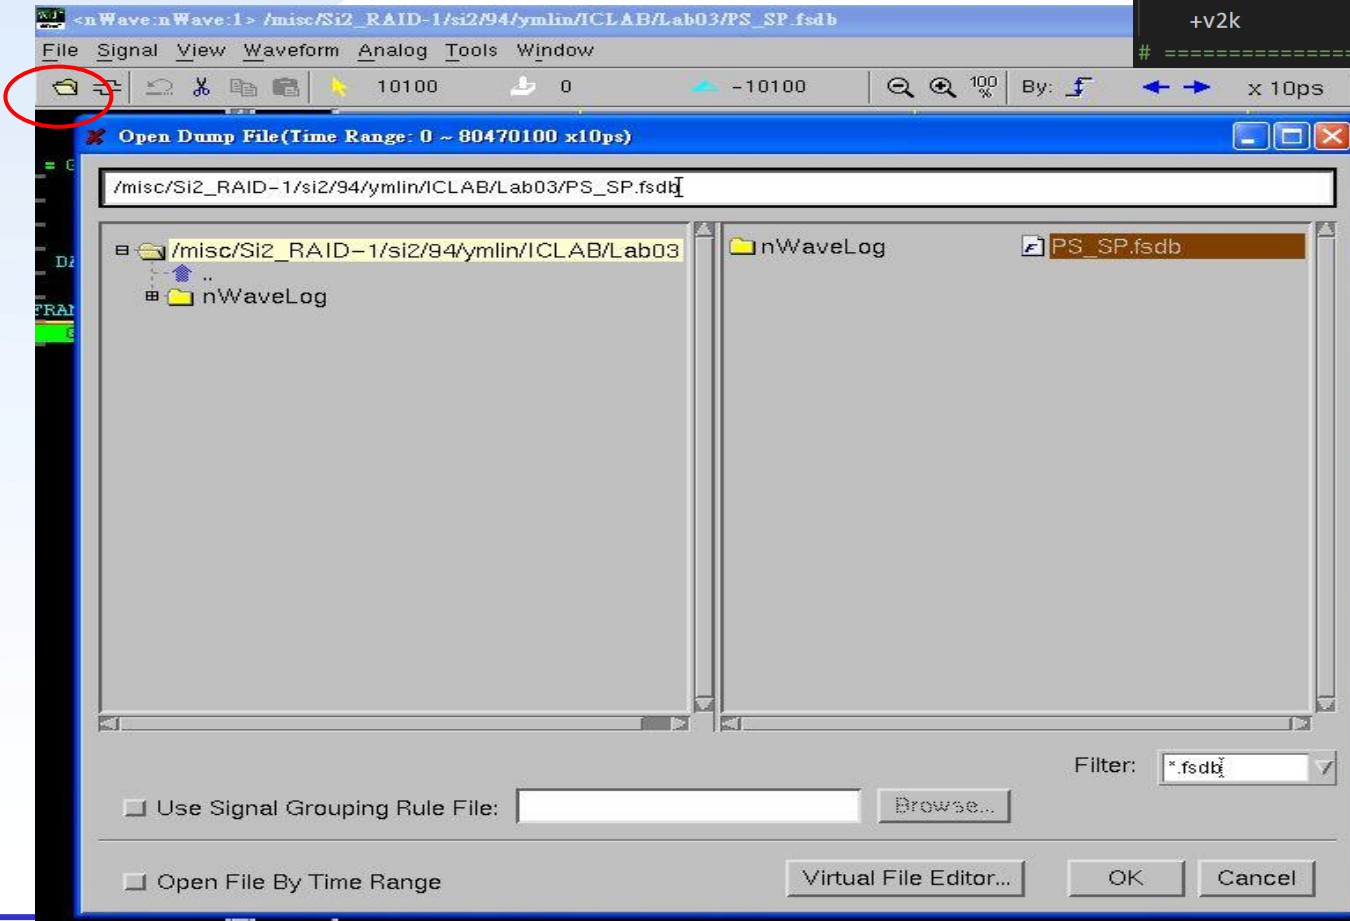 <nWave:nWave:1> /misc/Si2_RAID-1/si2/94/ymlin/ICLAB/Lab03/PS_SP.fsdb
+v2k
# ===============
File Signal View Waveform Analog Tools Window
10100 0 -10100 100% By: x 10ps
Open Dump File(Time Range: 0 ~ 80470100 x10ps)
/misc/Si2_RAID-1/si2/94/ymlin/ICLAB/Lab03/PS_SP.fsdb
/misc/Si2_RAID-1/si2/94/ymlin/ICLAB/Lab03
..
nWaveLog
nWaveLog PS_SP.fsdb
Filter: *.fsdb
Use Signal Grouping Rule File: Browse...
Open File By Time Range Virtual File Editor... OK Cancel